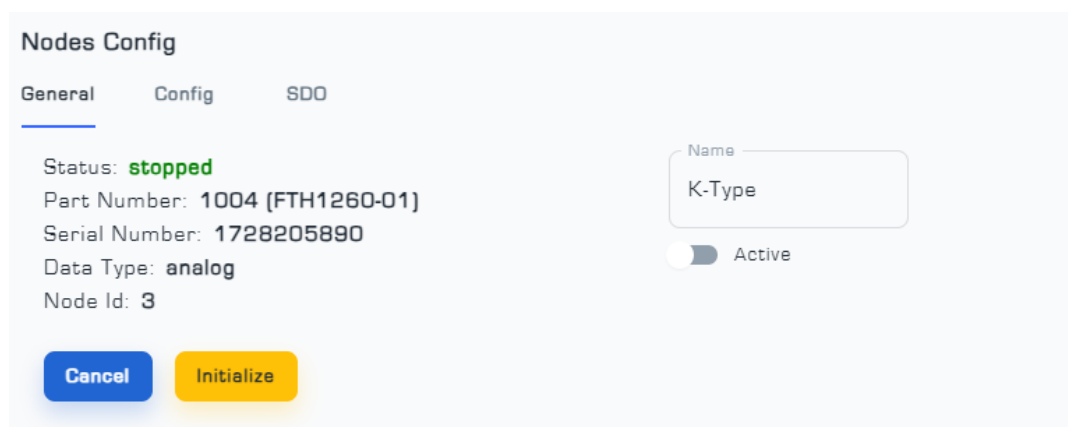 Nodes Config
General Config SDO
Status: stopped
Part Number: 1004 (FTH1260-01)
Serial Number: 1728205890
Data Type: analog
Node Id: 3
Name
K-Type
Active
Cancel Initialize